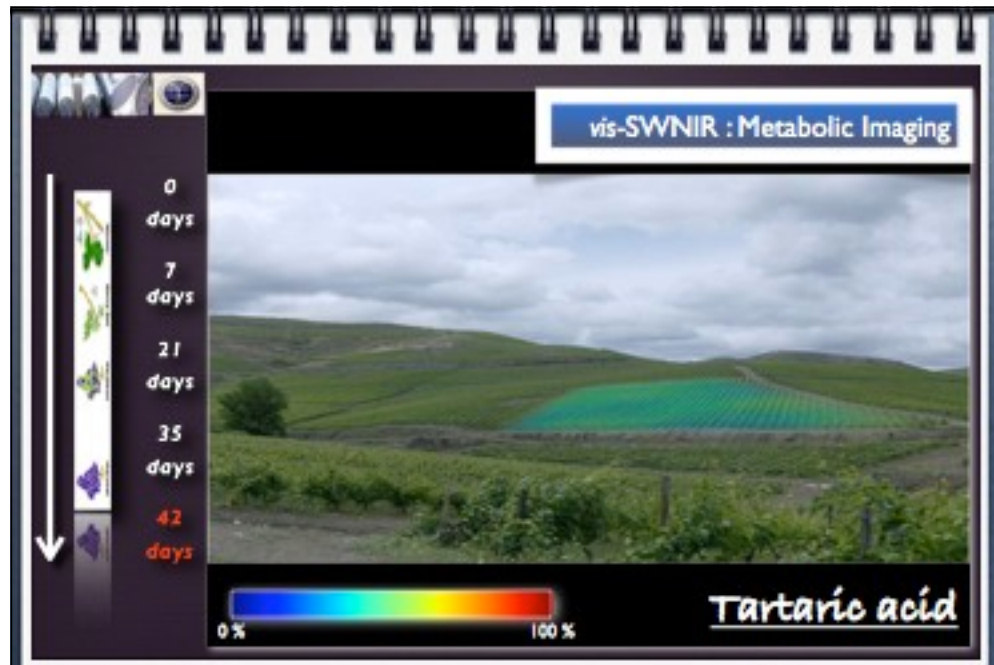 vis-SWNIR : Metabolic Imaging
0
days
7
days
21
days
35
days
42
days
0 %
100 %
Tartaric acid